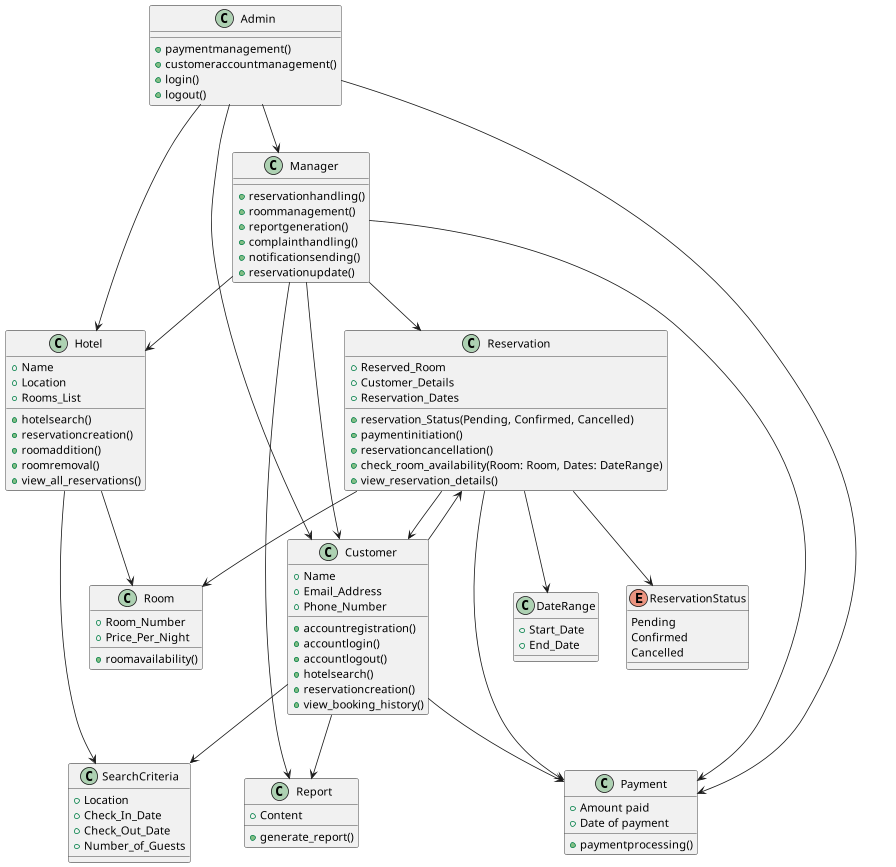 C Admin
paymentmanagement()
customeraccountmanagement()
login()
logout()
C Manager
reservationhandling()
roommanagement()
reportgeneration()
complainthandling()
notificationsending()
reservationupdate()
C Hotel
Name
Location
Rooms_List
hotelsearch()
reservationcreation()
roomaddition()
roomremoval()
view_all_reservations()
C Reservation
Reserved_Room
Customer_Details
Reservation_Dates
reservation_Status(Pending, Confirmed, Cancelled)
paymentinitiation()
reservationcancellation()
check_room_availability(Room: Room, Dates: DateRange)
view_reservation_details()
C Room
Room_Number
Price_Per_Night
roomavailability()
C Customer
Name
Email_Address
Phone_Number
accountregistration()
accountlogin()
accountlogout()
hotelsearch()
reservationcreation()
view_booking_history()
C DateRange
Start_Date
End_Date
E ReservationStatus
Pending
Confirmed
Cancelled
C SearchCriteria
Location
Check_In_Date
Check_Out_Date
Number_of_Guests
C Report
Content
generate_report()
C Payment
Amount paid
Date of payment
paymentprocessing()